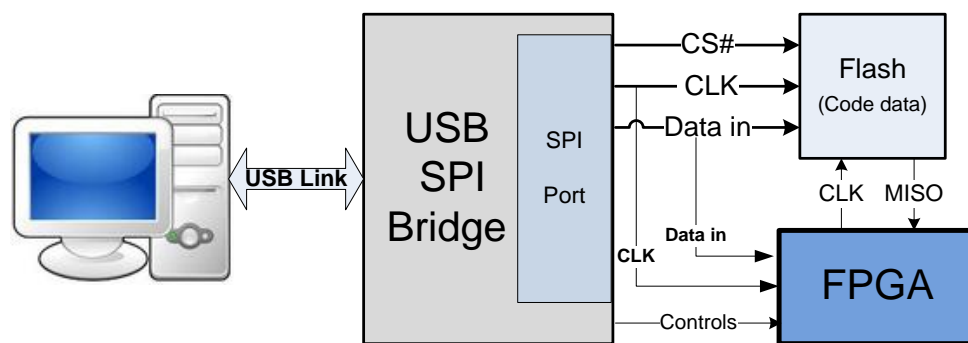 USB Link
USB
SPI
Bridge
SPI
Port
CS#
CLK
Data in
Flash
(Code data)
CLK
MISO
Data in
CLK
Controls
FPGA